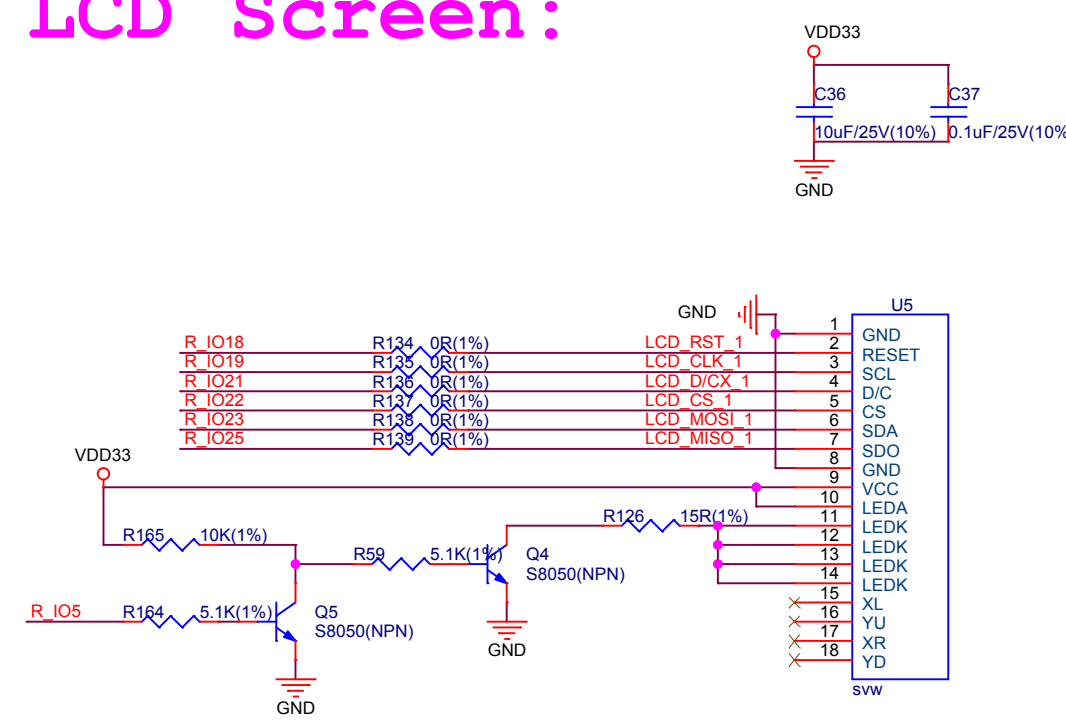 LCD Screen:
VDD33
C36
C37
10uF/25V(10%)
0.1uF/25V(10%
GND
GND
U5
R_IO18 R134 0R(1%) LCD_RST_1
R_IO19 R135 0R(1%) LCD_CLK_1
R_IO21 R136 0R(1%) LCD_D/CX_1
R_IO22 R137 0R(1%) LCD_CS_1
R_IO23 R138 0R(1%) LCD_MOSI_1
R_IO25 R139 0R(1%) LCD_MISO_1
1 GND
2 RESET
3 SCL
4 D/C
5 CS
6 SDA
7 SDO
8 GND
9 VCC
10 LEDA
11 LEDK
12 LEDK
13 LEDK
14 LEDK
15 XL
16 YU
17 XR
18 YD
svw
VDD33
R165 10K(1%)
R126 15R(1%)
R59 5.1K(1%)
Q4
S8050(NPN)
GND
R_IO5 R164 5.1K(1%)
Q5
S8050(NPN)
GND